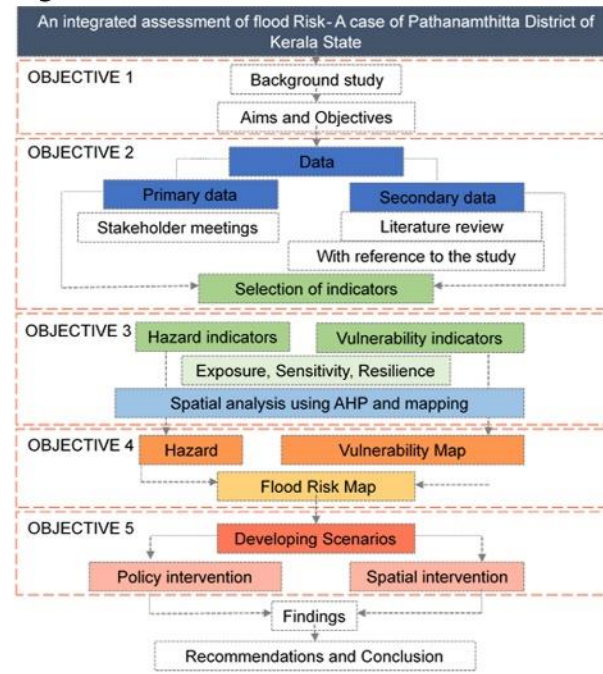 An integrated assessment of flood Risk- A case of Pathanamthitta District of
Kerala State
OBJECTIVE 1
Background study
Aims and Objectives
OBJECTIVE 2
Data
Primary data
Secondary data
Stakeholder meetings
Literature review
With reference to the study
Selection of indicators
OBJECTIVE 3
Hazard indicators
Vulnerability indicators
Exposure, Sensitivity, Resilience
Spatial analysis using AHP and mapping
OBJECTIVE 4
Hazard
Vulnerability Map
Flood Risk Map
OBJECTIVE 5
Developing Scenarios
Policy intervention
Spatial intervention
Findings
Recommendations and Conclusion